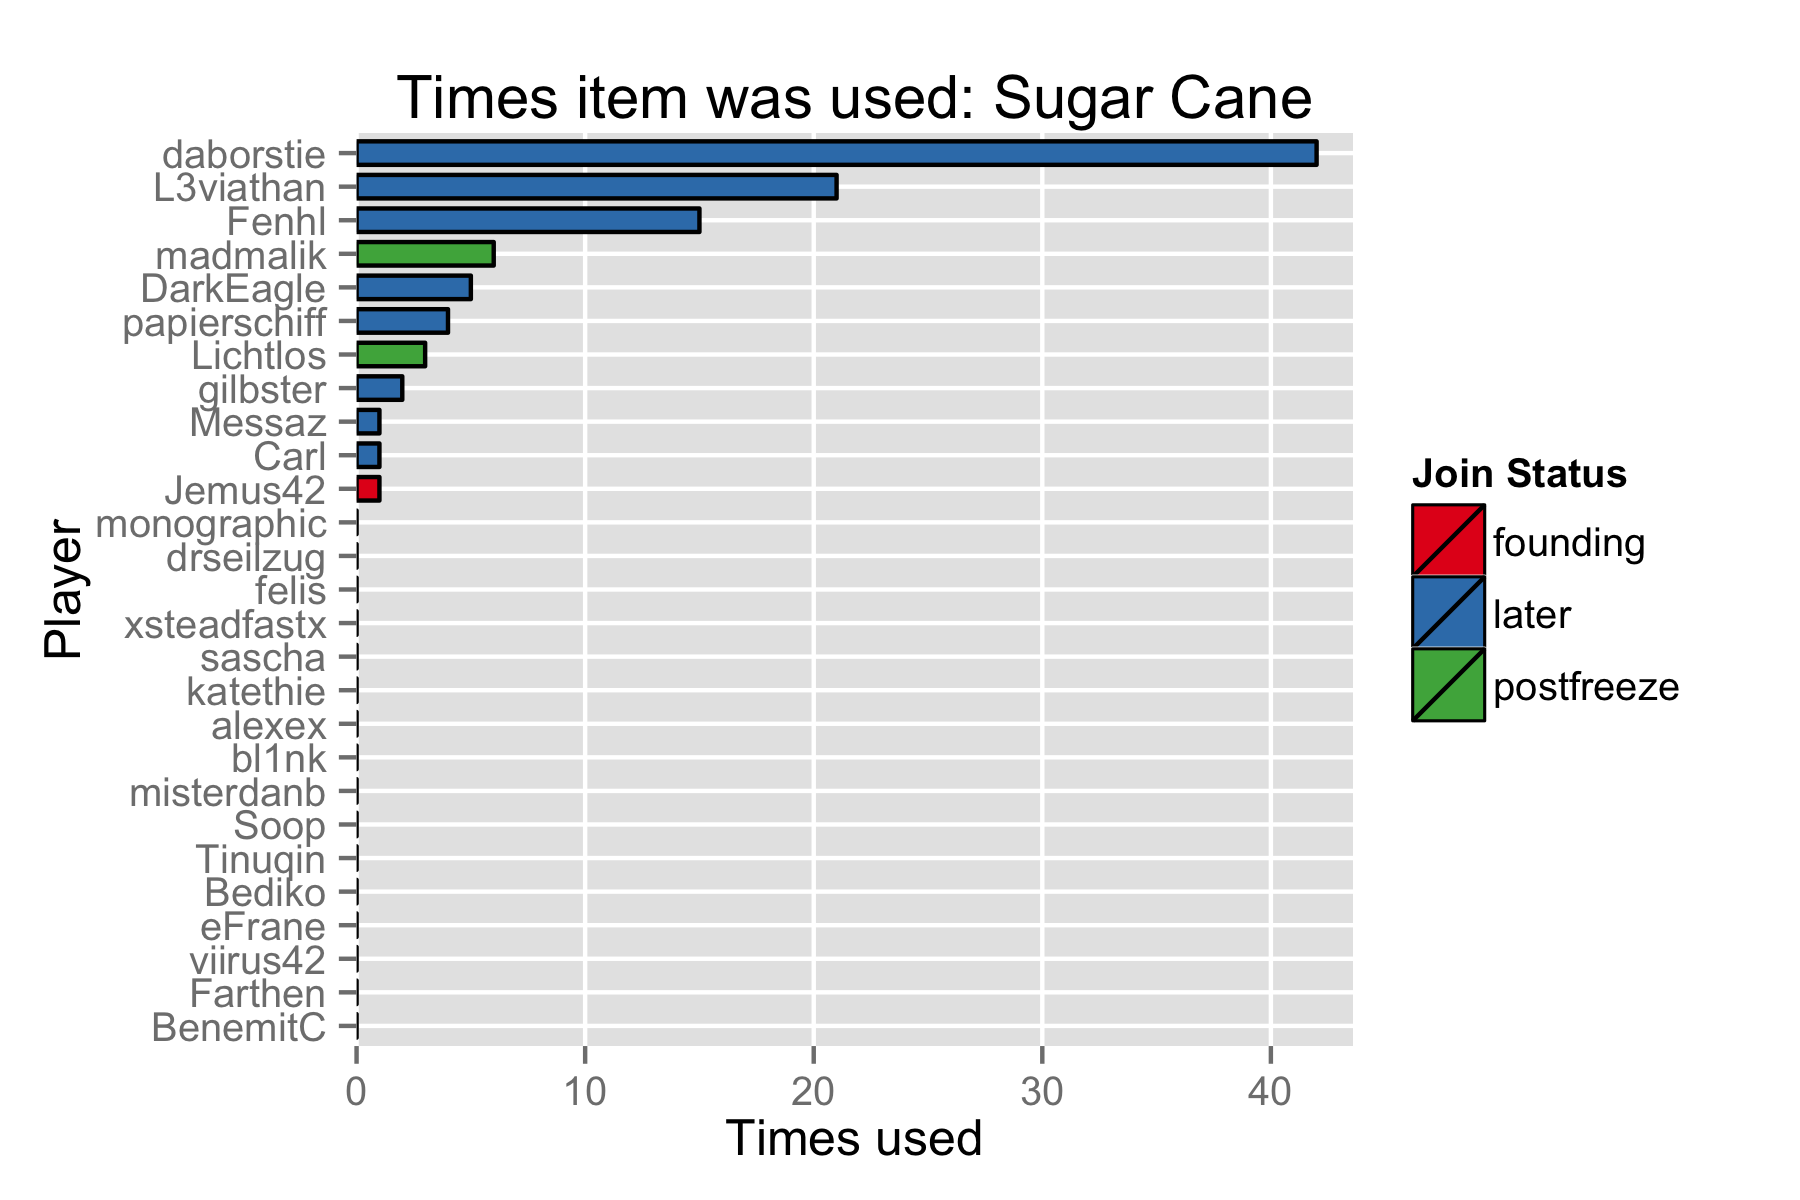 Times item was used: Sugar Cane
daborstie
L3viathan
Fenhl
madmalik
DarkEagle
papierschiff
Lichtlos
gilbster
Messaz
Carl
Jemus42
monographic
drseilzug
felis
xsteadfastx
sascha
katethie
alexex
bl1nk
misterdanb
Soop
Tinuqin
Bediko
eFrane
viirus42
Farthen
BenemitC
Player
0 10 20 30 40
Times used
Join Status
founding
later
postfreeze